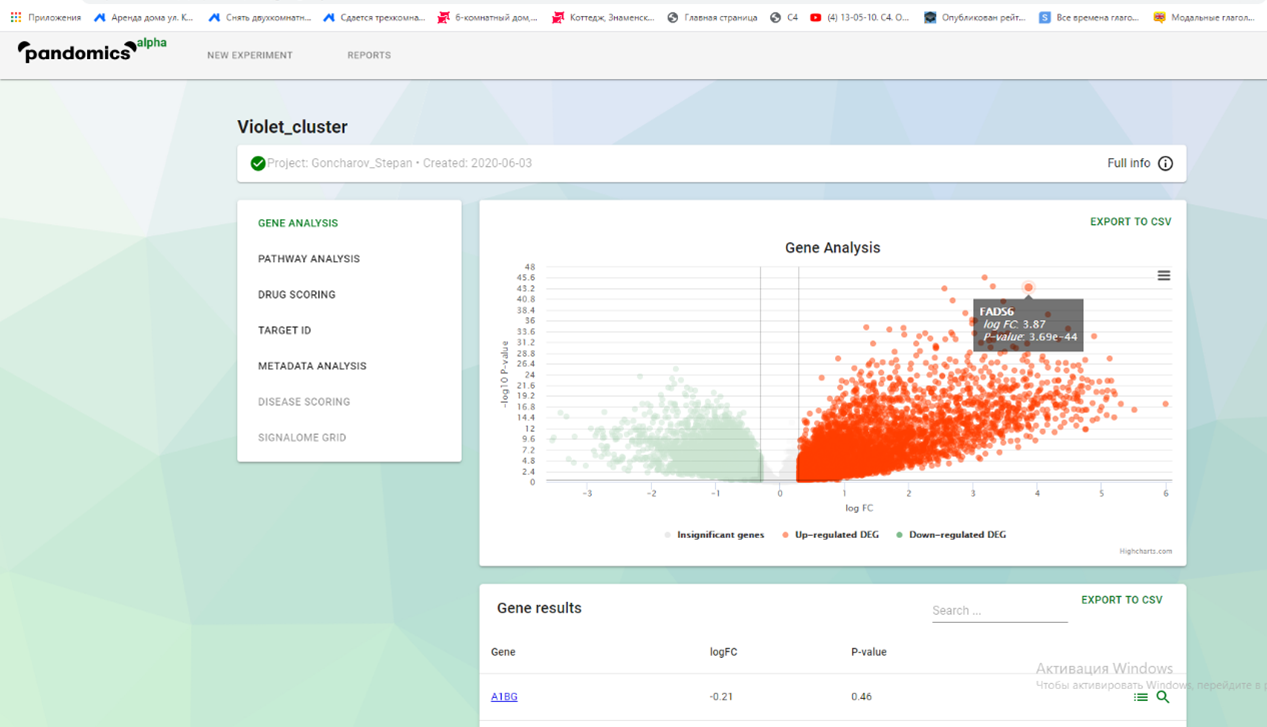 Приложения
Аренда дома ул. К...
Снять двухкомнатн...
Сдается трехкомна...
6-комнатный дом,...
Коттедж, Знаменск...
Главная страница
C4
(4) 13-05-10. C4. O...
Опубликован рейт...
Все времена глаго...
Модальные глагол...
pandomics alpha
NEW EXPERIMENT
REPORTS
Violet_cluster
Project: Goncharov_Stepan • Created: 2020-06-03
Full info
GENE ANALYSIS
PATHWAY ANALYSIS
DRUG SCORING
TARGET ID
METADATA ANALYSIS
DISEASE SCORING
SIGNALOME GRID
EXPORT TO CSV
Gene Analysis
-log10 P-value
48
45.6
43.2
40.8
38.4
36
33.6
31.2
28.8
26.4
24
21.6
19.2
16.8
14.4
12
9.6
7.2
4.8
2.4
0
FADS6
log FC: 3.87
P-value: 3.69e-44
-3
-2
-1
0
1
2
3
4
5
6
log FC
Insignificant genes
Up-regulated DEG
Down-regulated DEG
Highcharts.com
Gene results
Search ...
EXPORT TO CSV
Gene logFC P-value
A1BG -0.21 0.46
Активация Windows
Чтобы активировать Windows, перейдите в р